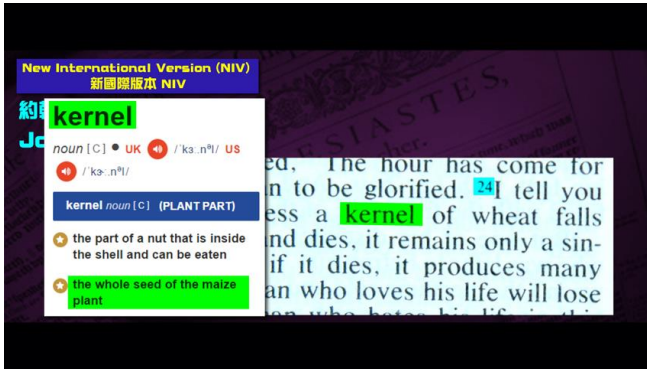 New International Version (NIV)
新國際版本 NIV
約
Jo
kernel
noun [C] ● UK /ˈkɜː.nᵊl/ US
/ˈkɝː.nᵊl/
kernel noun [C] (PLANT PART)
the part of a nut that is inside
the shell and can be eaten
the whole seed of the maize
plant
ed, The hour has come for
n to be glorified. 24I tell you
ess a kernel of wheat falls
nd dies, it remains only a sin-
if it dies, it produces many
an who loves his life will lose
ESIASTES,